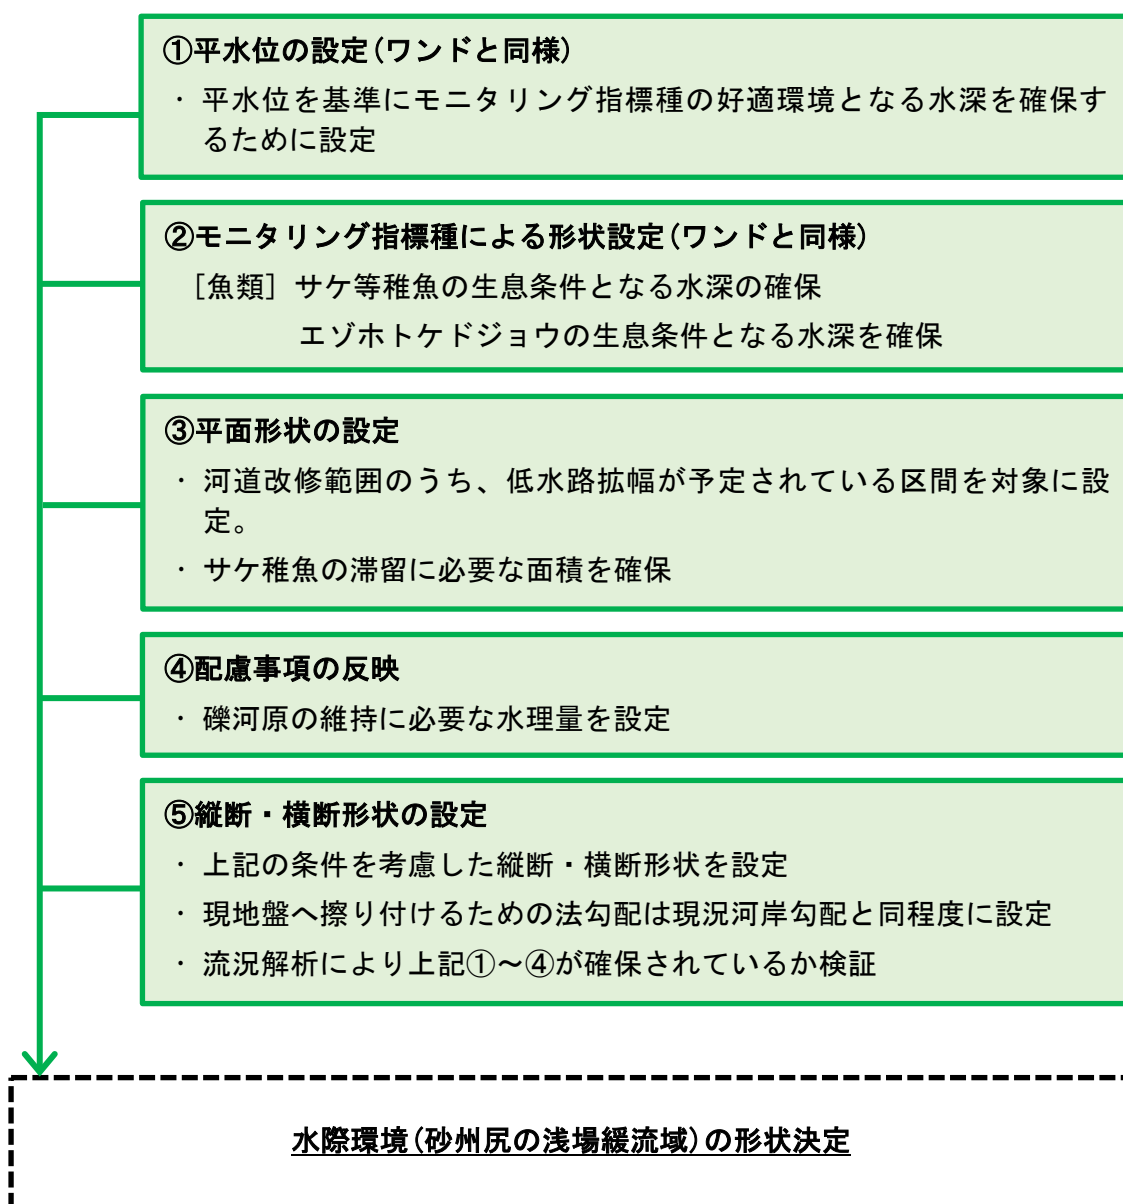 ①平水位の設定(ワンドと同様)
・平水位を基準にモニタリング指標種の好適環境となる水深を確保す
るために設定
②モニタリング指標種による形状設定(ワンドと同様)
[魚類] サケ等稚魚の生息条件となる水深の確保
エゾホトケドジョウの生息条件となる水深を確保
③平面形状の設定
・河道改修範囲のうち、低水路拡幅が予定されている区間を対象に設
定。
・サケ稚魚の滞留に必要な面積を確保
④配慮事項の反映
・礫河原の維持に必要な水理量を設定
⑤縦断・横断形状の設定
・上記の条件を考慮した縦断・横断形状を設定
・現地盤へ擦り付けるための法勾配は現況河岸勾配と同程度に設定
・流況解析により上記①～④が確保されているか検証
水際環境(砂州尻の浅場緩流域)の形状決定